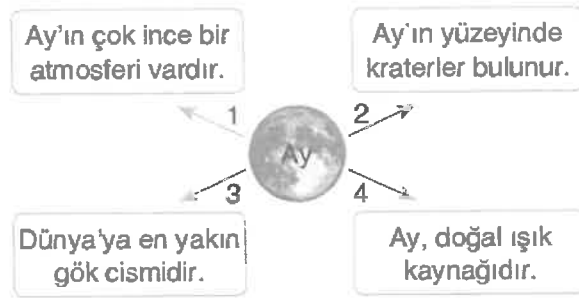 Ay'ın çok ince bir
atmosferi vardır.
Ay'ın yüzeyinde
kraterler bulunur.
1
2
Ay
3
4
Dünya'ya en yakın
gök cismidir.
Ay, doğal ışık
kaynağıdır.